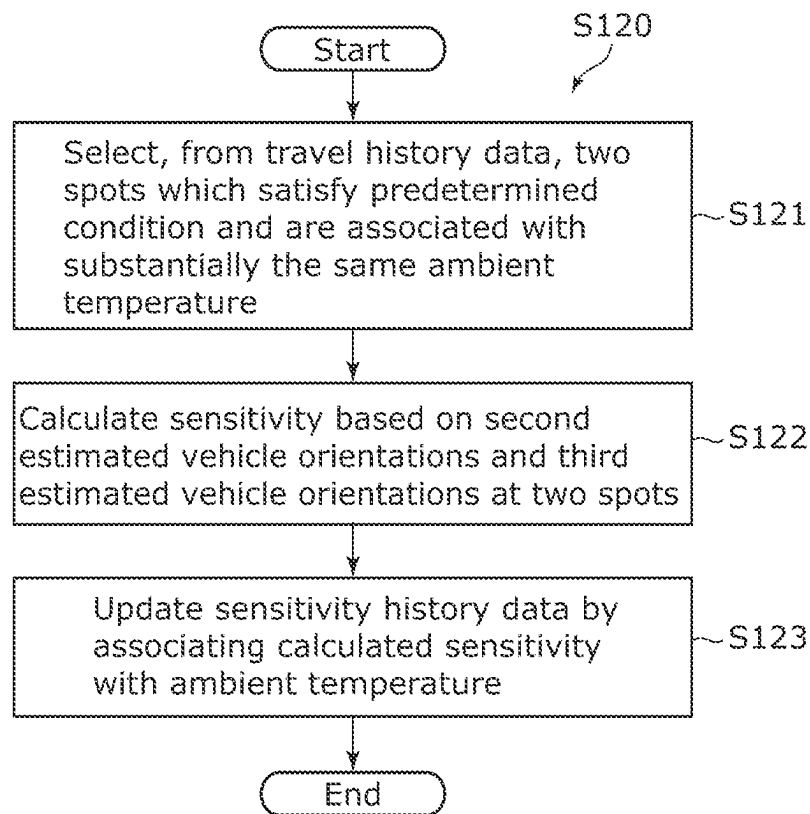 S120
Start
Select, from travel history data, two
spots which satisfy predetermined
condition and are associated with
substantially the same ambient
temperature
S121
Calculate sensitivity based on second
estimated vehicle orientations and third
estimated vehicle orientations at two spots
S122
Update sensitivity history data by
associating calculated sensitivity
with ambient temperature
S123
End